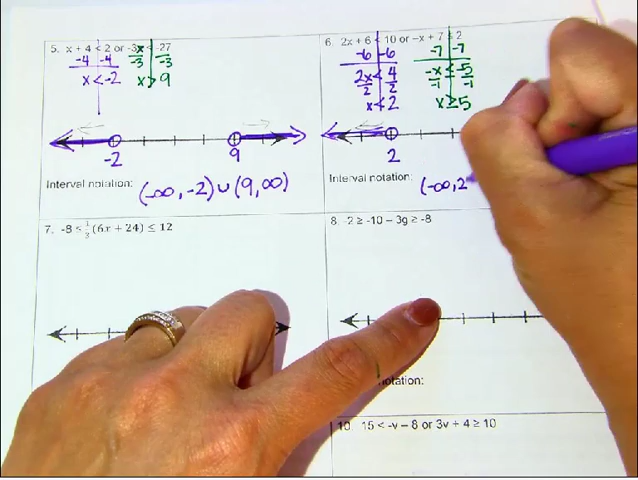 5. x + 4 < 2 or -3x < -27
-4 -4
-3 -3
x < -2
x > 9
-2
9
Interval notation: (-∞, -2) ∪ (9, ∞)
6. 2x + 6 < 10 or -x + 7 ≤ 2
-6 -6
-7 -7
2x < 4
2 2
-x ≤ -5
-1 -1
x < 2
x ≥ 5
2
Interval notation: (-∞, 2
7. -8 ≤ 1/3 (6x + 24) ≤ 12
8. -2 ≥ -10 – 3g ≥ -8
notation:
10. 15 < -v – 8 or 3v + 4 ≥ 10